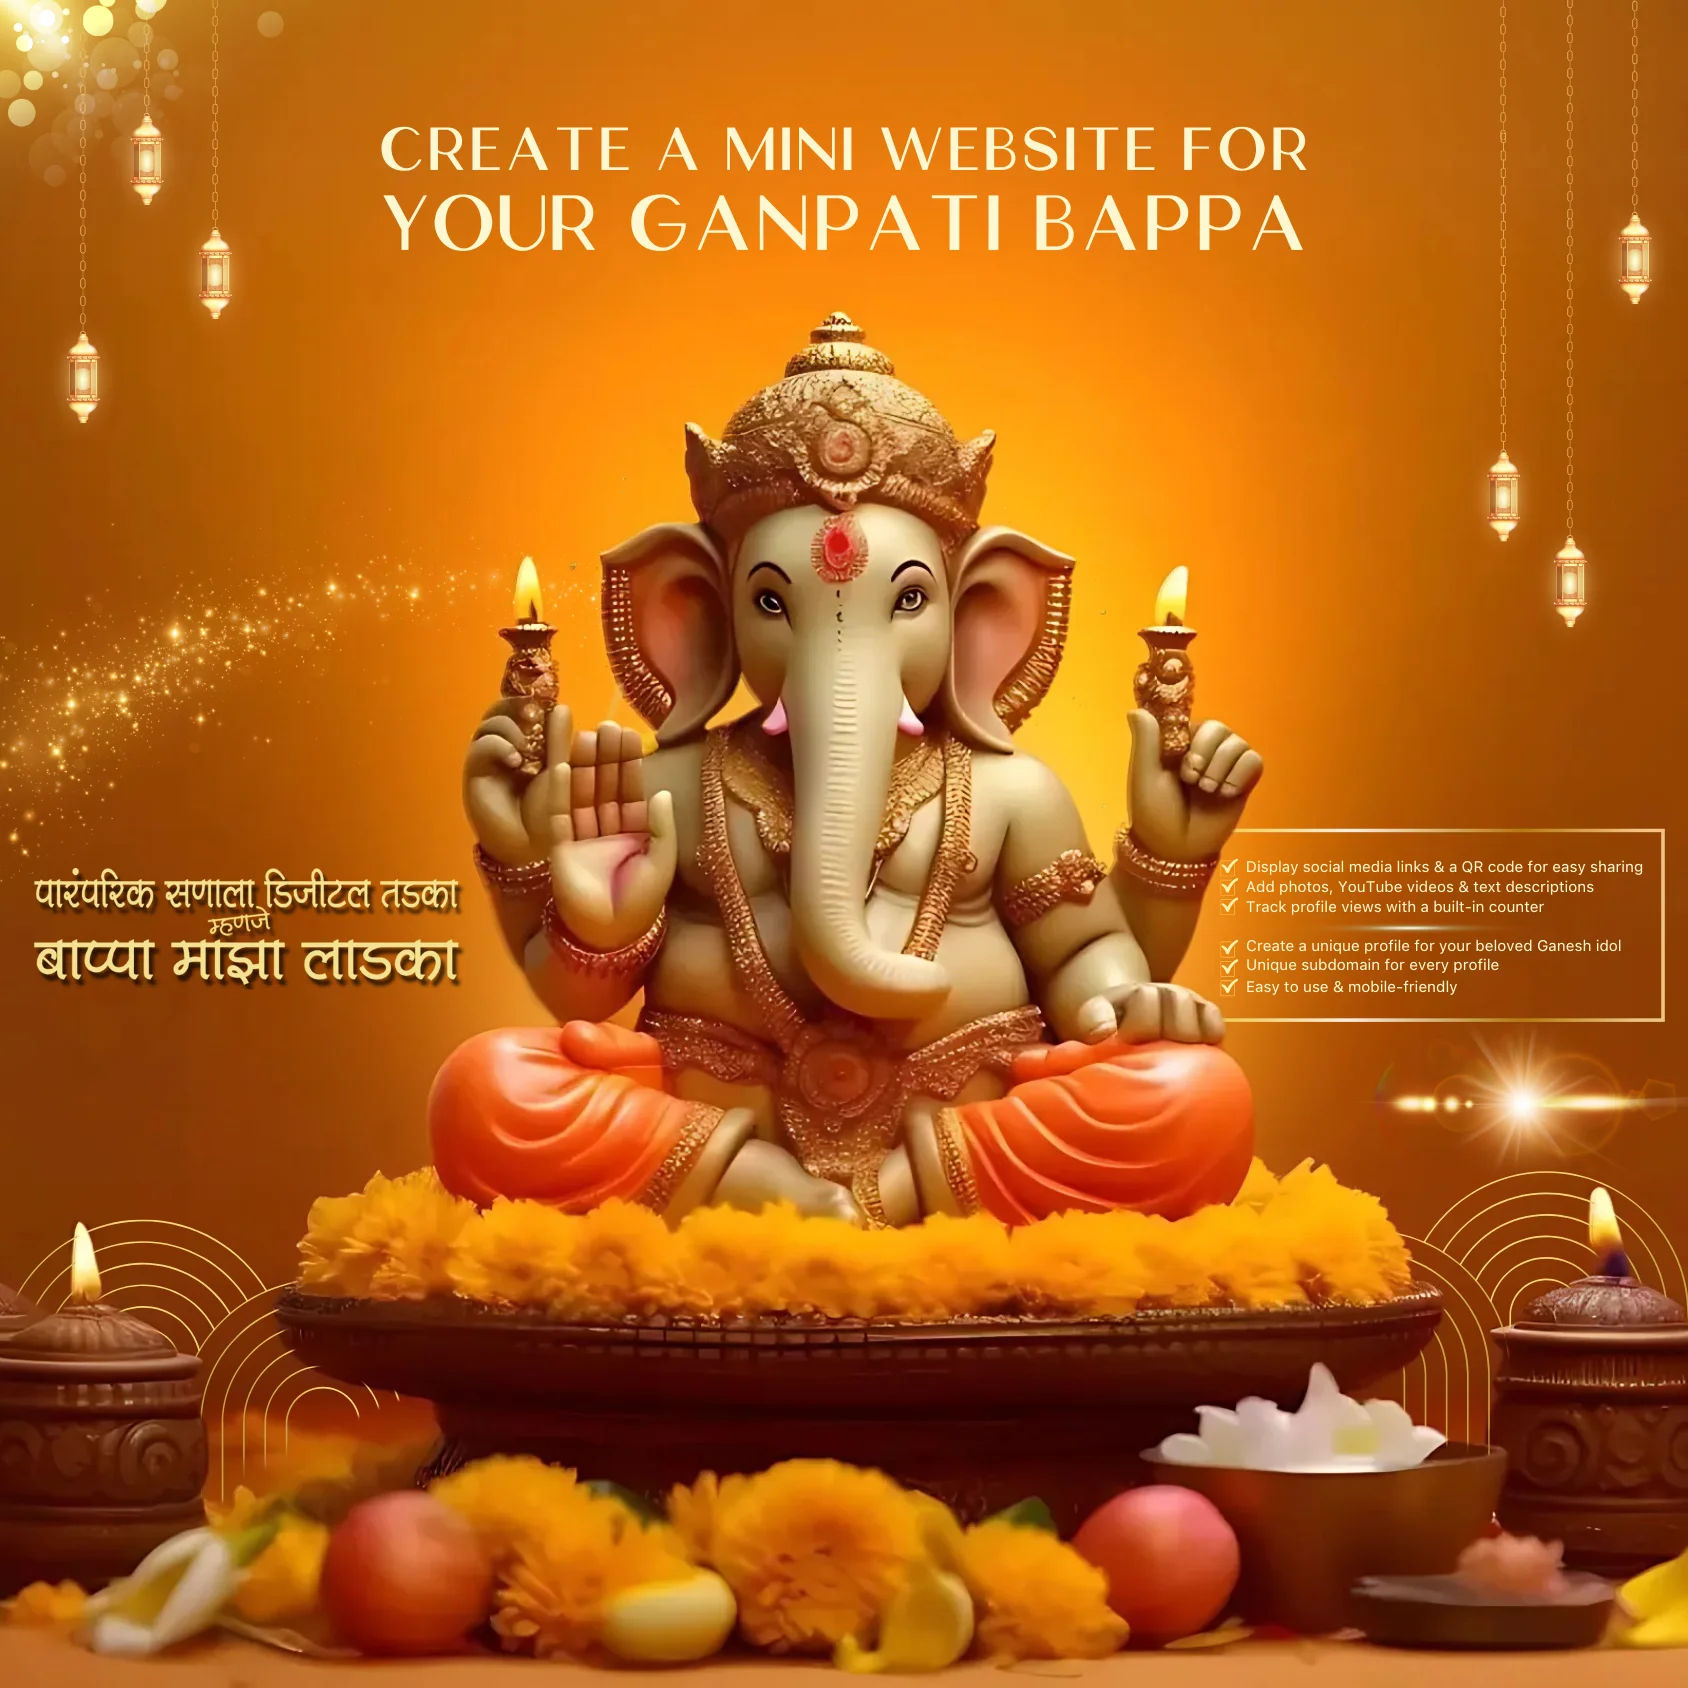 CREATE A MINI WEBSITE FOR
YOUR GANPATI BAPPA
पारंपरिक सणाला डिजीटल तडका
म्हणजे
बाप्पा माझा लाडका
Display social media links & a QR code for easy sharing
Add photos, YouTube videos & text descriptions
Track profile views with a built-in counter
Create a unique profile for your beloved Ganesh idol
Unique subdomain for every profile
Easy to use & mobile-friendly